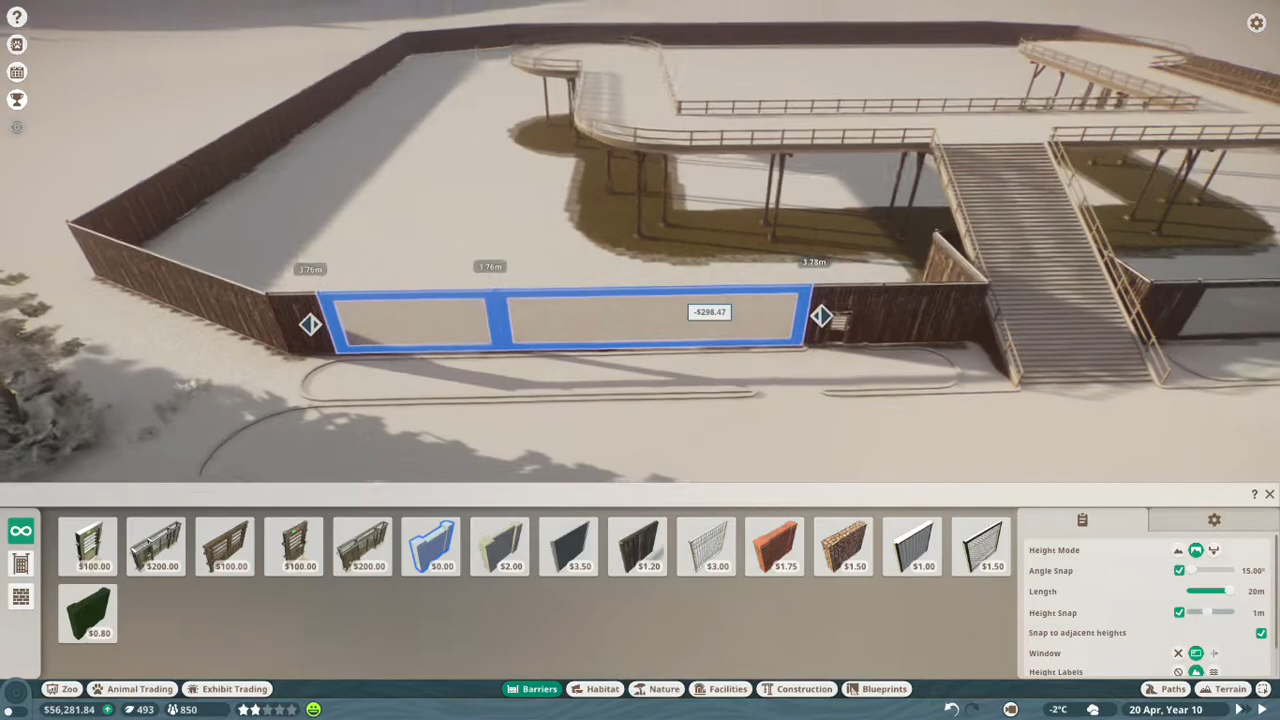 ?
3.76m
3.76m
3.78m
-$298.47
? ×
$100.00 $200.00 $100.00 $100.00 $200.00 $0.00 $2.00 $3.50 $1.20 $3.00 $1.75 $1.50 $1.00 $1.50
$0.80
Height Mode
Angle Snap 15.00°
Length 20m
Height Snap 1m
Snap to adjacent heights
Window
Height Labels
Zoo Animal Trading Exhibit Trading Barriers Habitat Nature Facilities Construction Blueprints Paths Terrain
$56,281.84 493 850 -2°C 20 Apr, Year 10